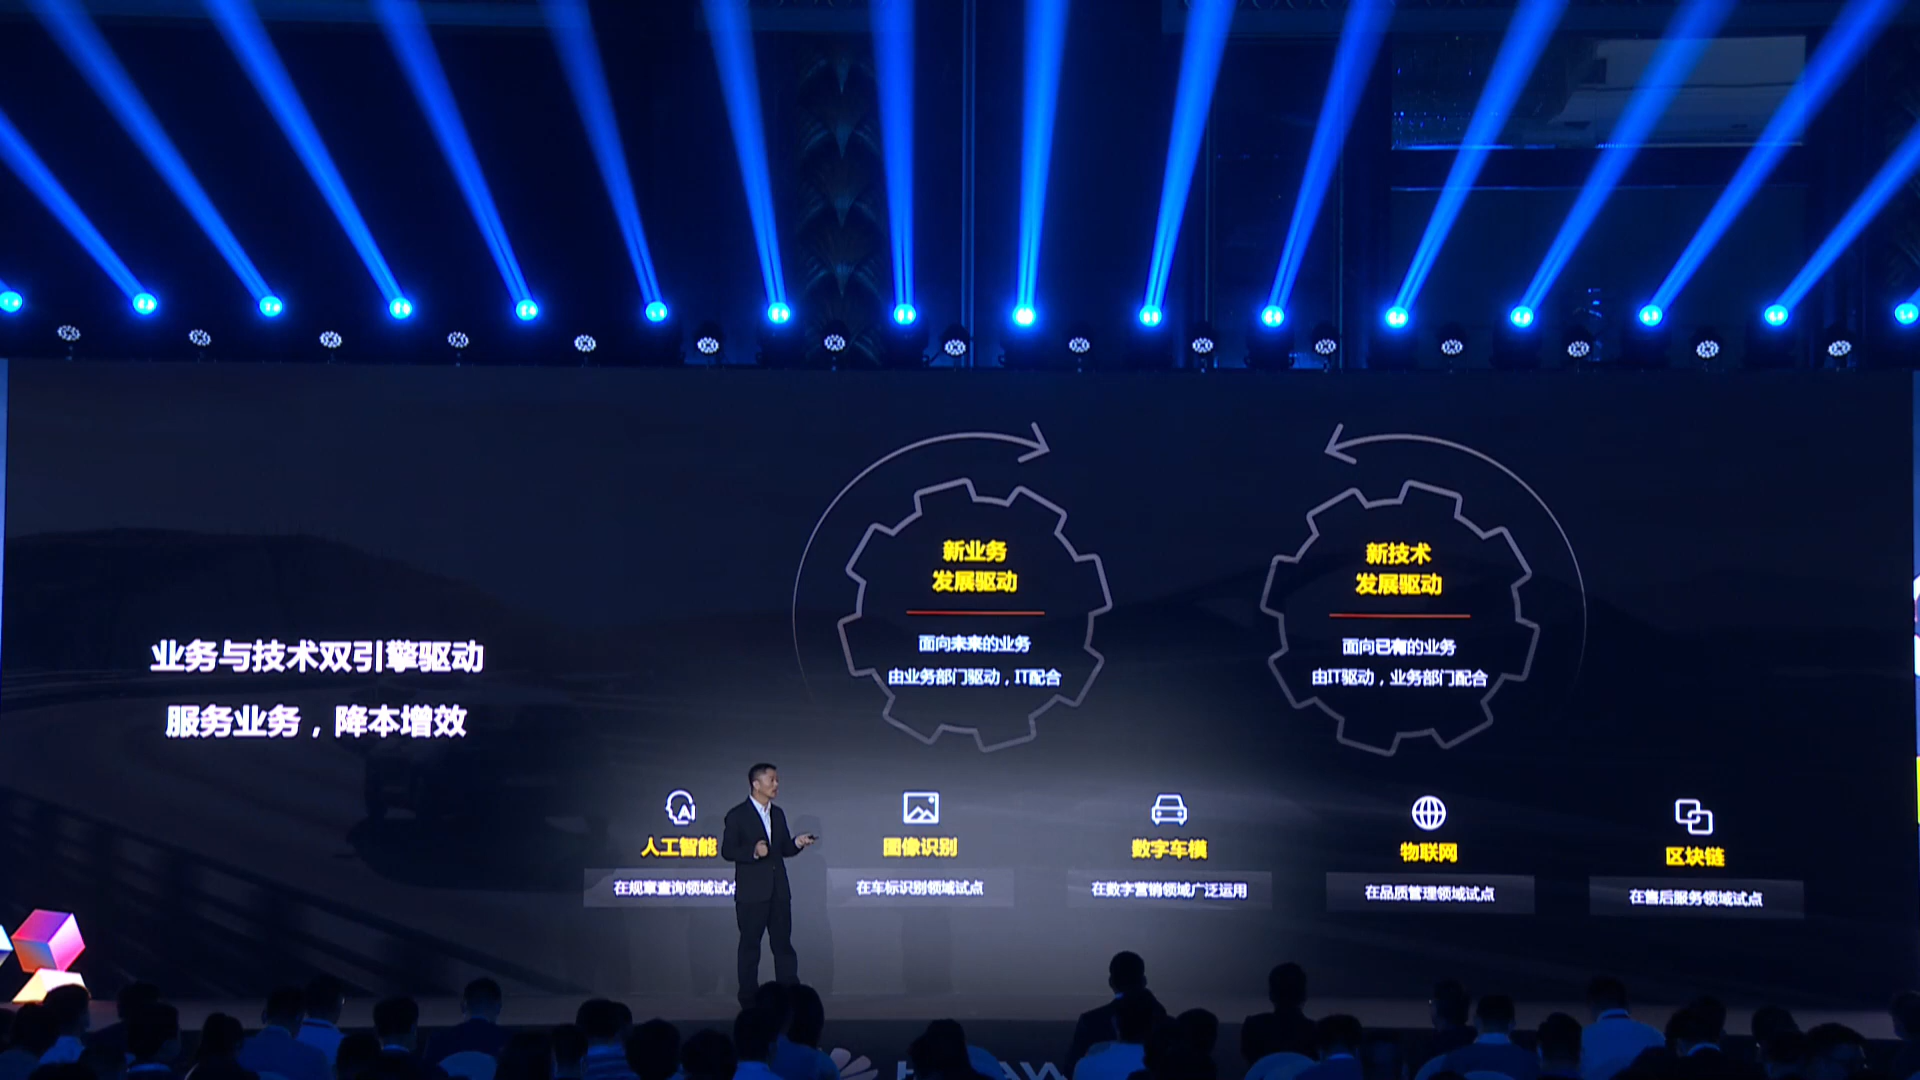 业务与技术双引擎驱动
服务业务，降本增效
新业务
发展驱动
面向未来的业务
由业务部门驱动，IT配合
新技术
发展驱动
面向已有的业务
由IT驱动，业务部门配合
AI
人工智能
在规章查询领域试点
图像识别
在车标识别领域试点
数字车模
在数字营销领域广泛运用
物联网
在品质管理领域试点
区块链
在售后服务领域试点